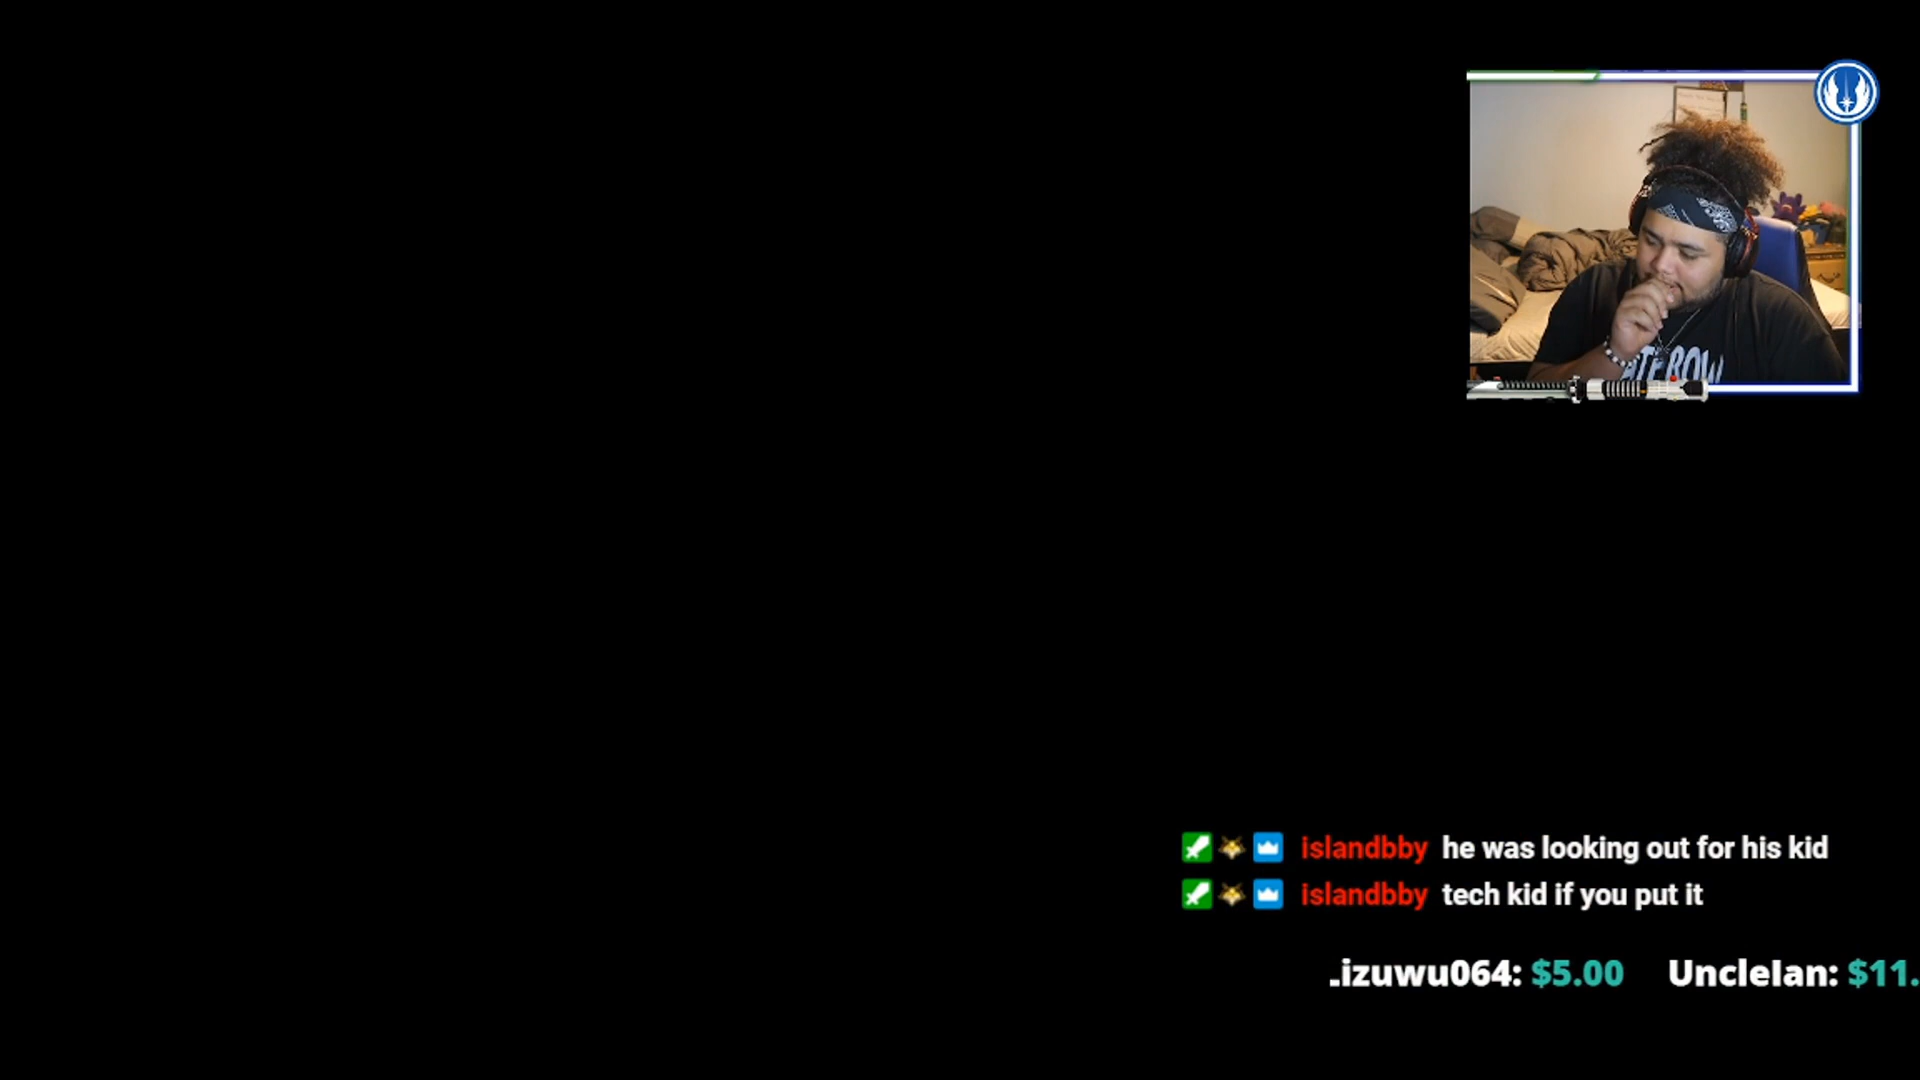 islandbby he was looking out for his kid
islandbby tech kid if you put it
izuwu064: $5.00 UncleIan: $11.